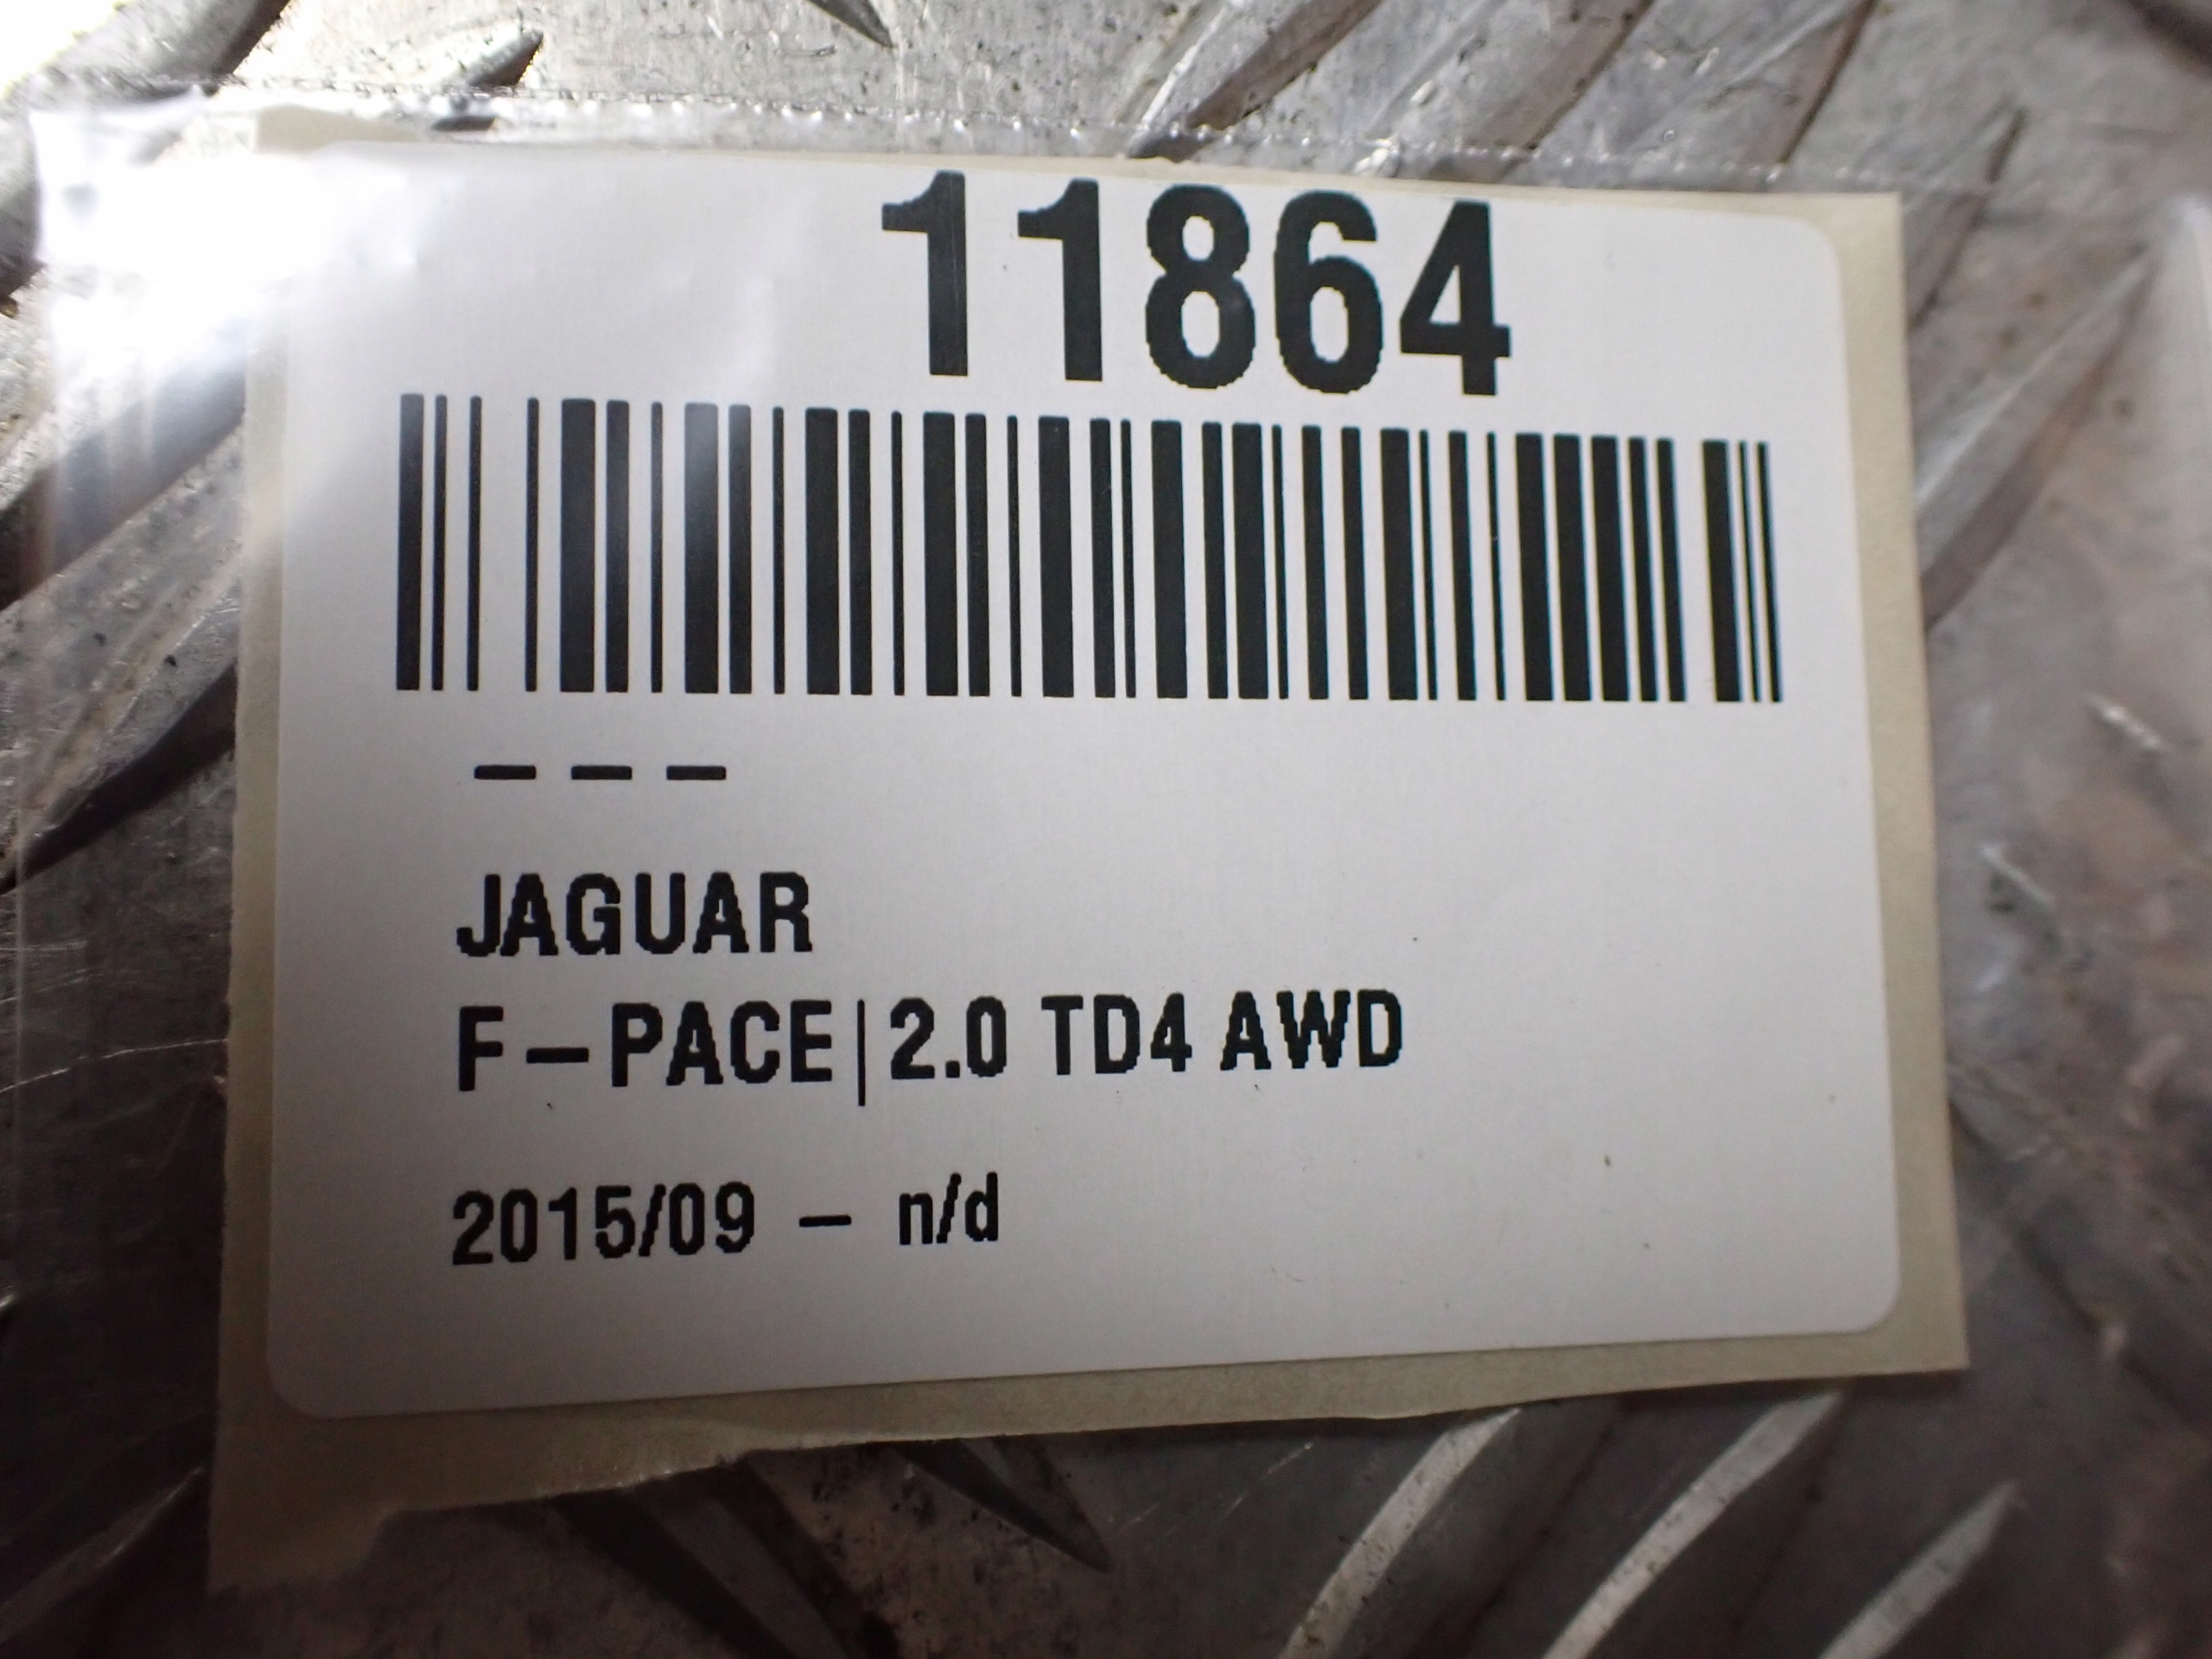 11864
– – –
JAGUAR
F-PACE|2.0 TD4 AWD
2015/09 – n/d